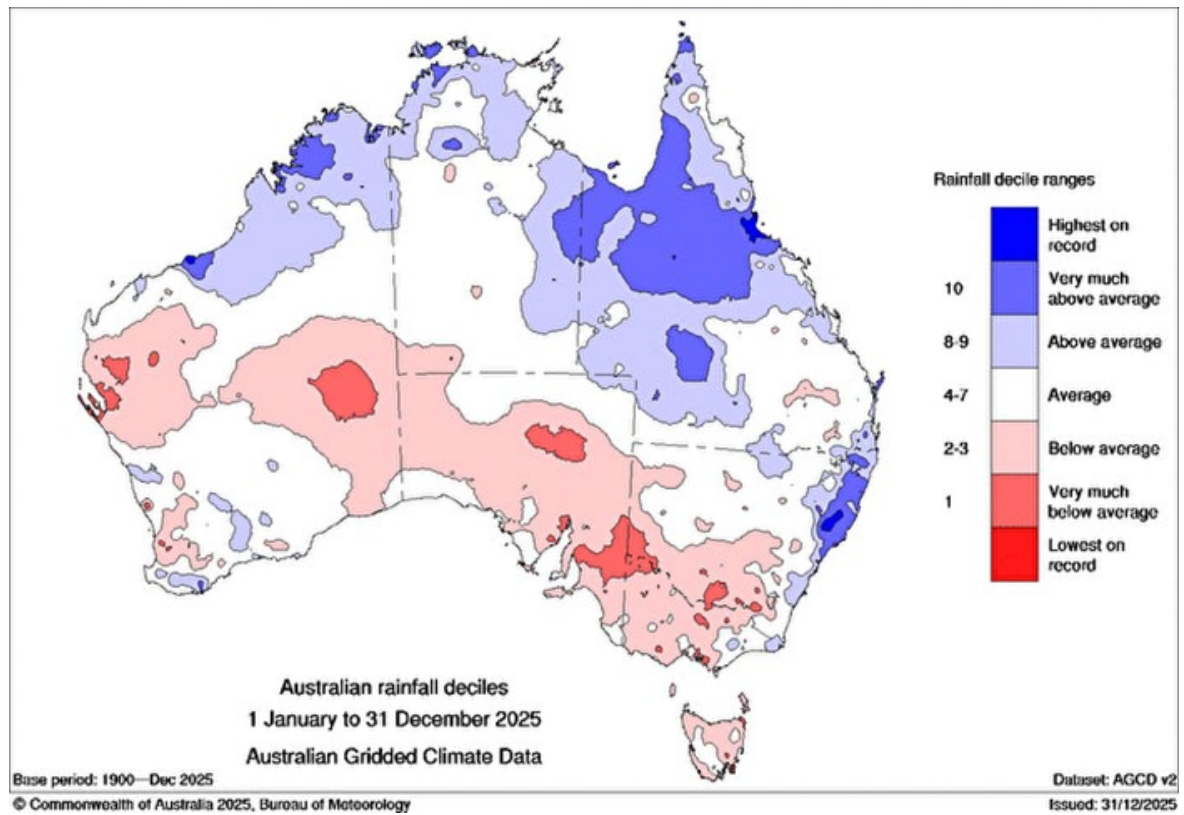 Rainfall decile ranges
Highest on
record
10
Very much
above average
8-9
Above average
4-7
Average
2-3
Below average
1
Very much
below average
Lowest on
record
Australian rainfall deciles
1 January to 31 December 2025
Australian Gridded Climate Data
Base period: 1900—Dec 2025
Dataset: AGCD v2
© Commonwealth of Australia 2025, Bureau of Meteorology
Issued: 31/12/2025